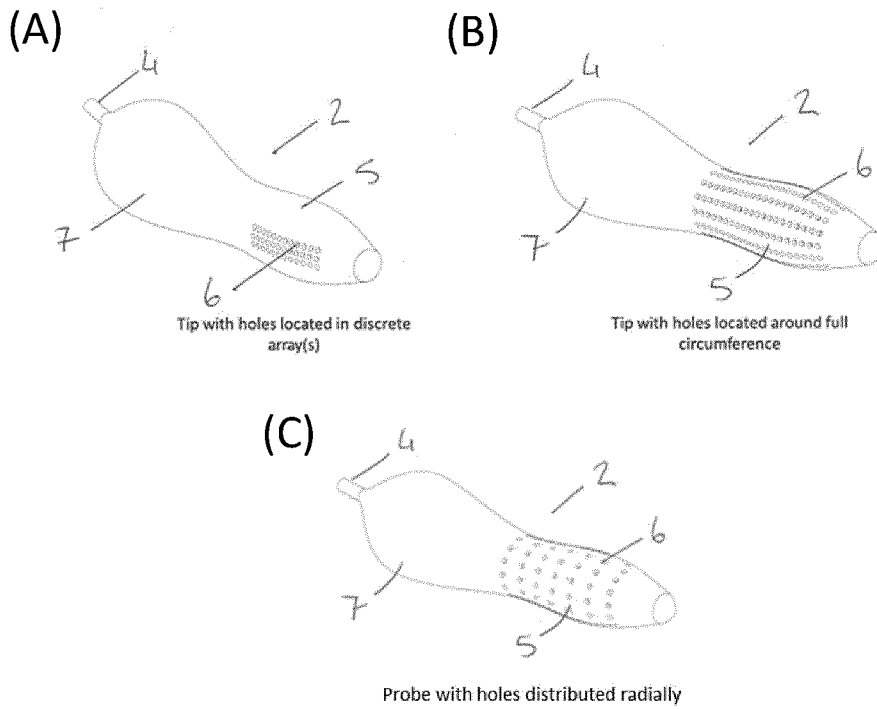 (A)
4
2
5
7
6
Tip with holes located in discrete
array(s)
(B)
4
2
6
7
5
Tip with holes located around full
circumference
(C)
4
2
6
7
5
Probe with holes distributed radially